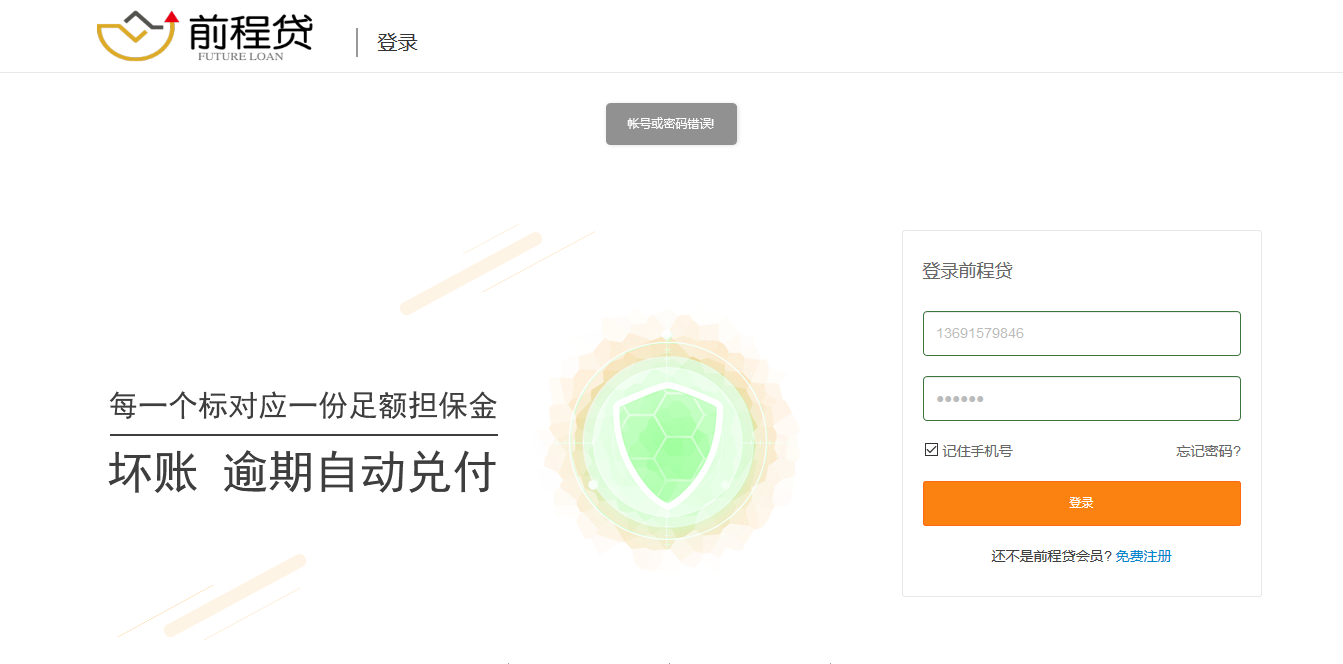 前程贷
FUTURE LOAN
登录
帐号或密码错误!
登录前程贷
13691579846
••••••
记住手机号 忘记密码?
登录
还不是前程贷会员? 免费注册
每一个标对应一份足额担保金
坏账 逾期自动兑付